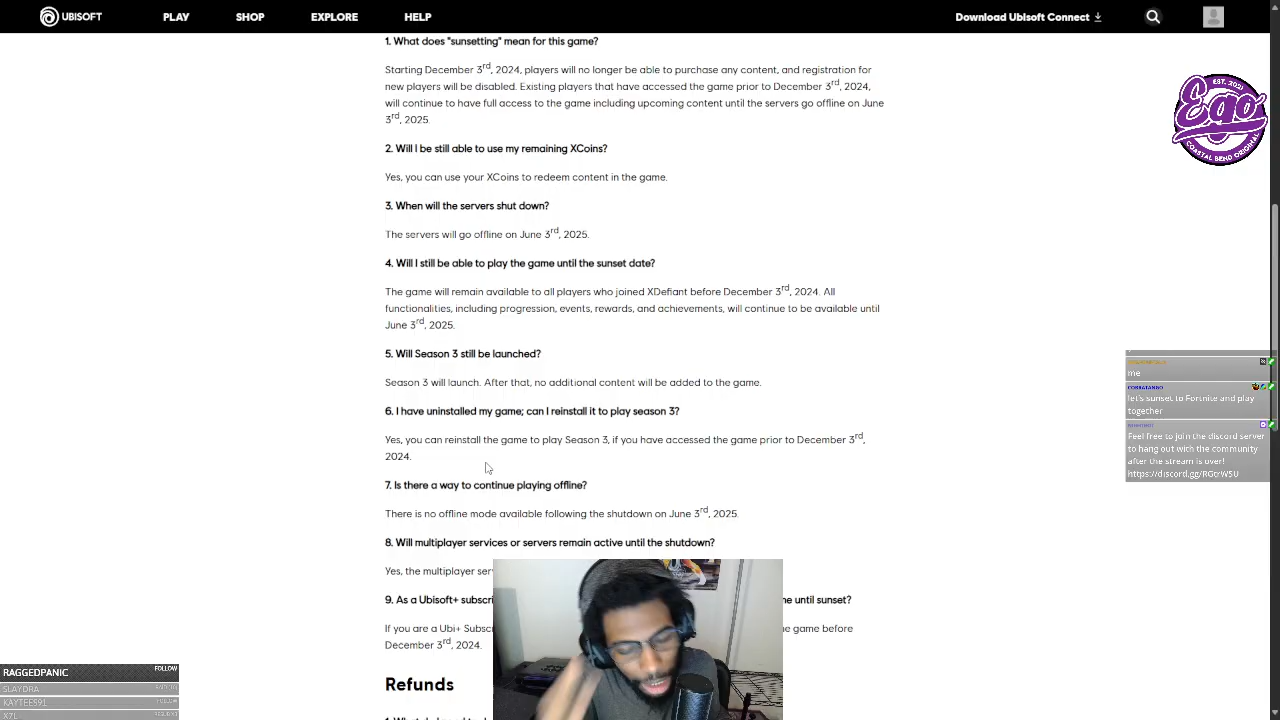 UBISOFT PLAY SHOP EXPLORE HELP Download Ubisoft Connect
1. What does "sunsetting" mean for this game?
Starting December 3rd, 2024, players will no longer be able to purchase any content, and registration for
new players will be disabled. Existing players that have accessed the game prior to December 3rd, 2024,
will continue to have full access to the game including upcoming content until the servers go offline on June
3rd, 2025.
2. Will I be still able to use my remaining XCoins?
Yes, you can use your XCoins to redeem content in the game.
3. When will the servers shut down?
The servers will go offline on June 3rd, 2025.
4. Will I still be able to play the game until the sunset date?
The game will remain available to all players who joined XDefiant before December 3rd, 2024. All
functionalities, including progression, events, rewards, and achievements, will continue to be available until
June 3rd, 2025.
5. Will Season 3 still be launched?
Season 3 will launch. After that, no additional content will be added to the game.
6. I have uninstalled my game; can I reinstall it to play season 3?
Yes, you can reinstall the game to play Season 3, if you have accessed the game prior to December 3rd,
2024.
7. Is there a way to continue playing offline?
There is no offline mode available following the shutdown on June 3rd, 2025.
8. Will multiplayer services or servers remain active until the shutdown?
Yes, the multiplayer ser
9. As a Ubisoft+ subscri
e until sunset?
If you are a Ubi+ Subscr
e game before
December 3rd, 2024.
Refunds
EST. 2021
Ego
COASTAL BEND ORIGINAL
me
CORBATANGO
let's sunset to Fortnite and play
together
Feel free to join the discord server
to hang out with the community
after the stream is over!
https://discord.gg/RGtrWSU
RAGGEDPANIC FOLLOW
SLAYDRA
KAYTEES91
X7L